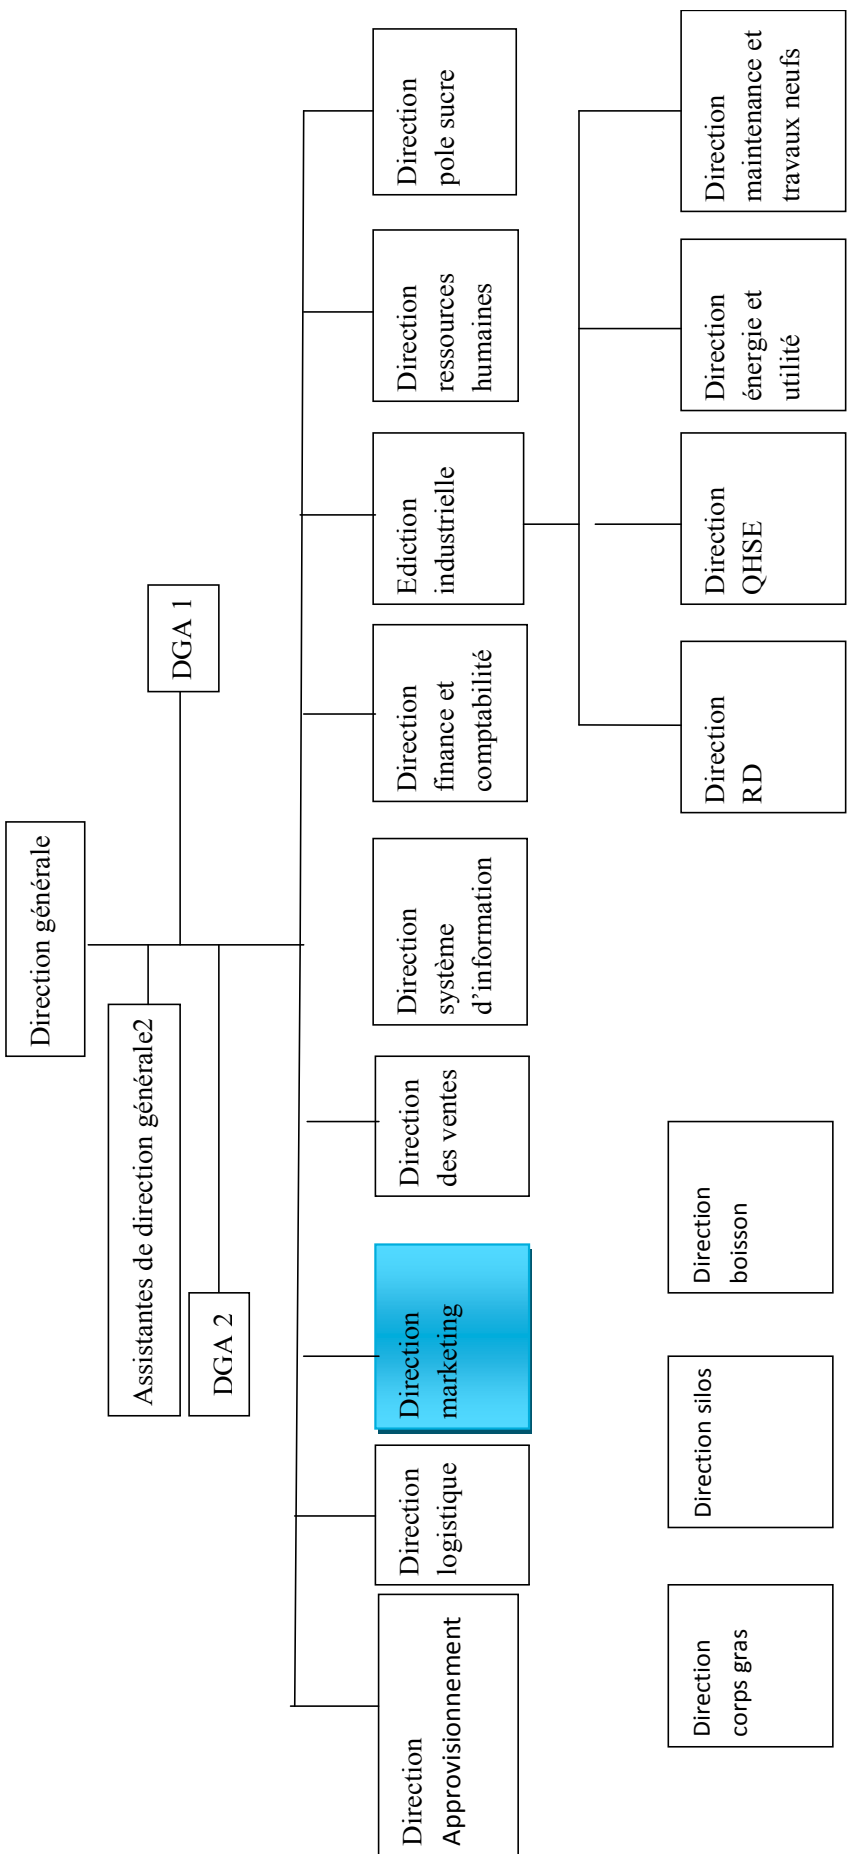 Direction générale
Assistantes de direction générale2
DGA 1
DGA 2
Direction
Approvisionnement
Direction
logistique
Direction
marketing
Direction
des ventes
Direction
système
d’information
Direction
finance et
comptabilité
Ediction
industrielle
Direction
ressources
humaines
Direction
pole sucre
Direction
corps gras
Direction silos
Direction
boisson
Direction
RD
Direction
QHSE
Direction
énergie et
utilité
Direction
maintenance et
travaux neufs